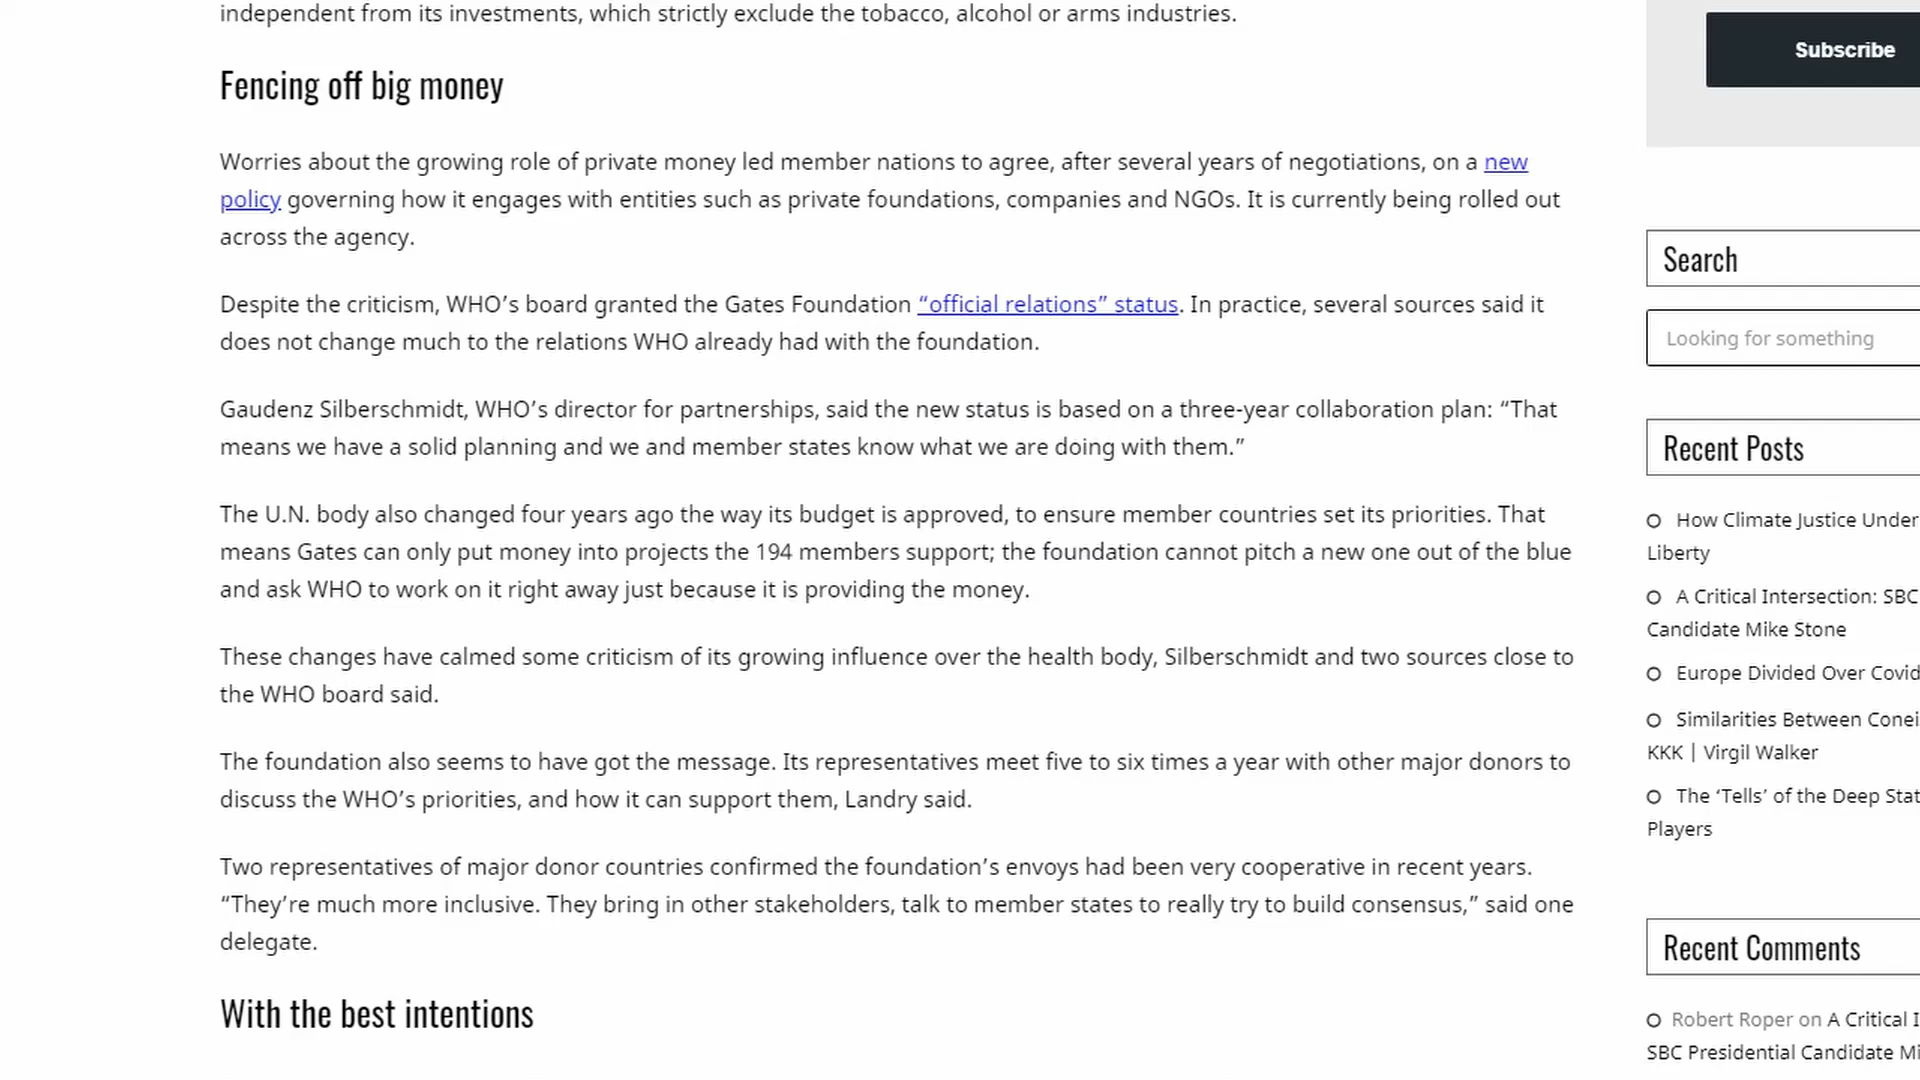 independent from its investments, which strictly exclude the tobacco, alcohol or arms industries.
Fencing off big money
Worries about the growing role of private money led member nations to agree, after several years of negotiations, on a new
policy governing how it engages with entities such as private foundations, companies and NGOs. It is currently being rolled out
across the agency.
Despite the criticism, WHO’s board granted the Gates Foundation “official relations” status. In practice, several sources said it
does not change much to the relations WHO already had with the foundation.
Gaudenz Silberschmidt, WHO’s director for partnerships, said the new status is based on a three-year collaboration plan: “That
means we have a solid planning and we and member states know what we are doing with them.”
The U.N. body also changed four years ago the way its budget is approved, to ensure member countries set its priorities. That
means Gates can only put money into projects the 194 members support; the foundation cannot pitch a new one out of the blue
and ask WHO to work on it right away just because it is providing the money.
These changes have calmed some criticism of its growing influence over the health body, Silberschmidt and two sources close to
the WHO board said.
The foundation also seems to have got the message. Its representatives meet five to six times a year with other major donors to
discuss the WHO’s priorities, and how it can support them, Landry said.
Two representatives of major donor countries confirmed the foundation’s envoys had been very cooperative in recent years.
“They’re much more inclusive. They bring in other stakeholders, talk to member states to really try to build consensus,” said one
delegate.
With the best intentions
Subscribe
Search
Looking for something
Recent Posts
How Climate Justice Under
Liberty
A Critical Intersection: SBC
Candidate Mike Stone
Europe Divided Over Covid
Similarities Between Conei
KKK | Virgil Walker
The ‘Tells’ of the Deep Stat
Players
Recent Comments
Robert Roper on A Critical I
SBC Presidential Candidate Mi